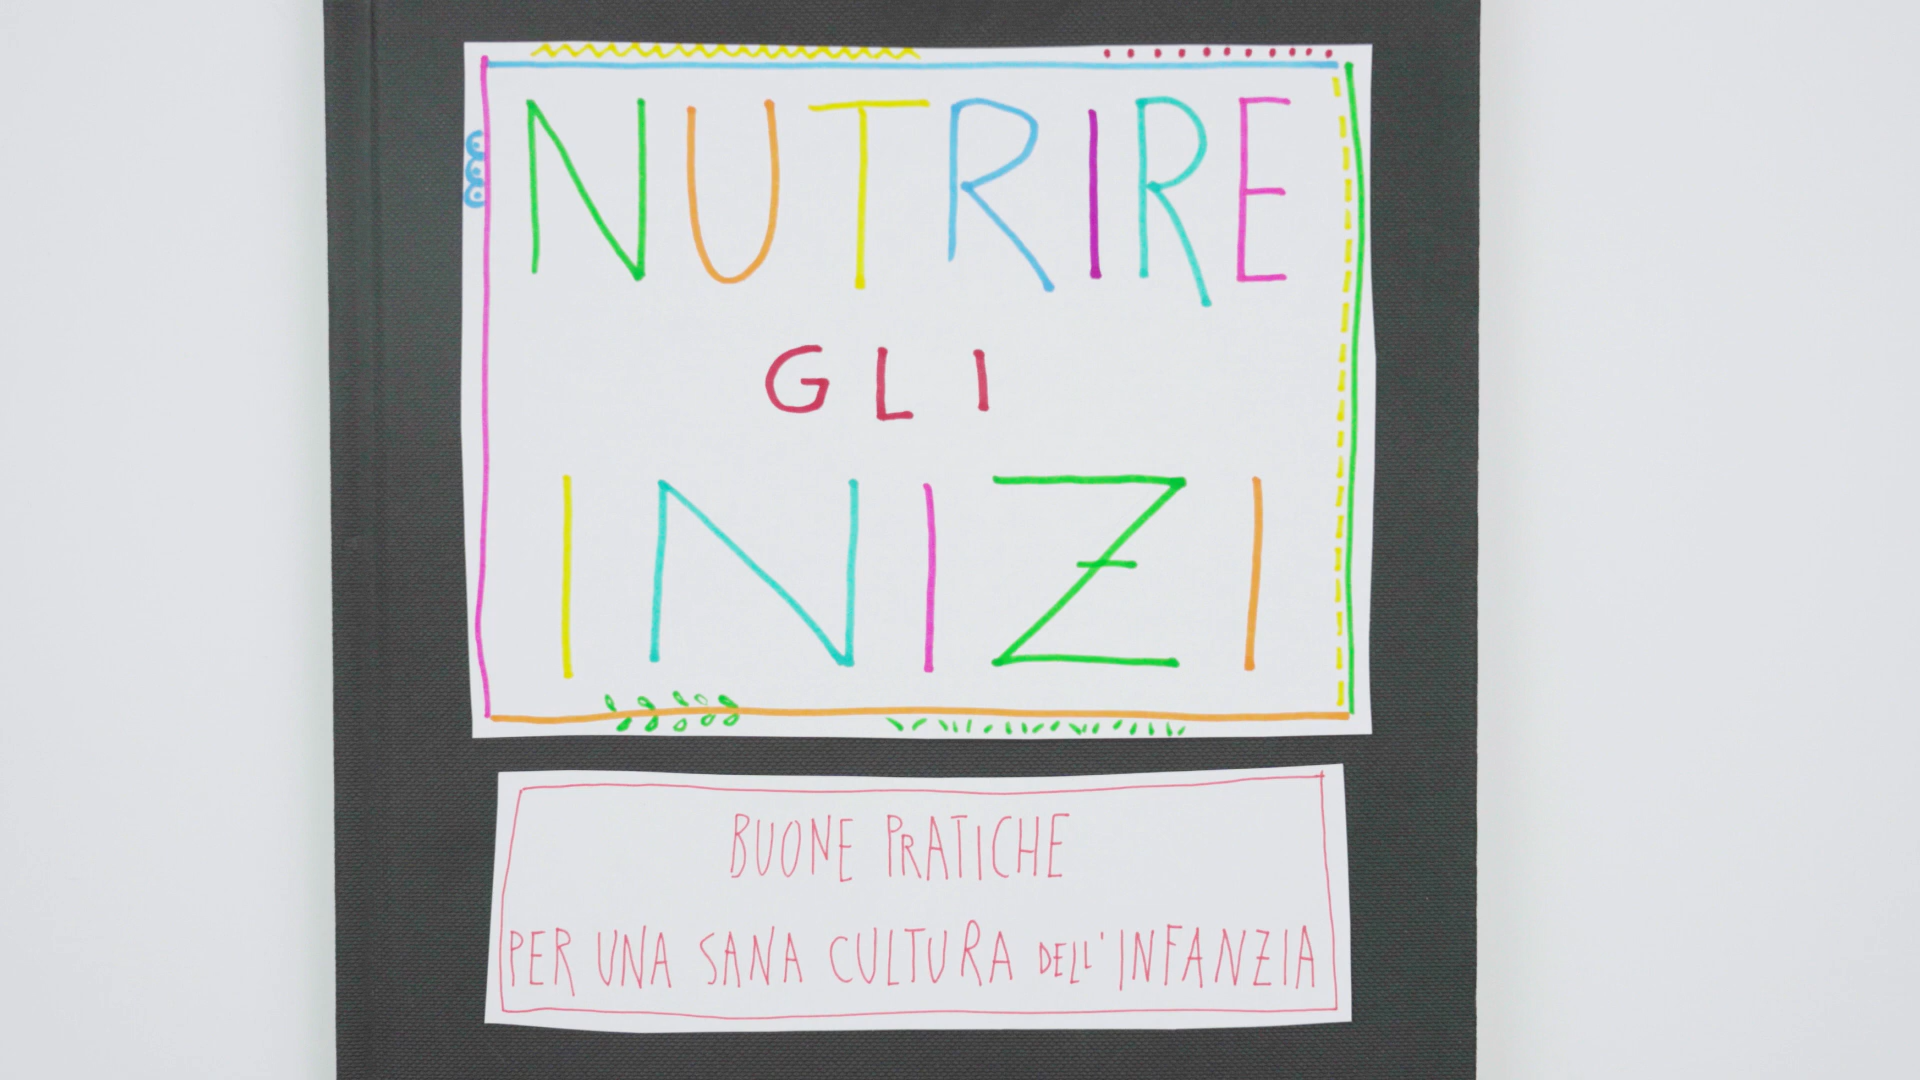 NUTRIRE
GLI
INIZI
BUONE PRATICHE
PER UNA SANA CULTURA DELL'INFANZIA